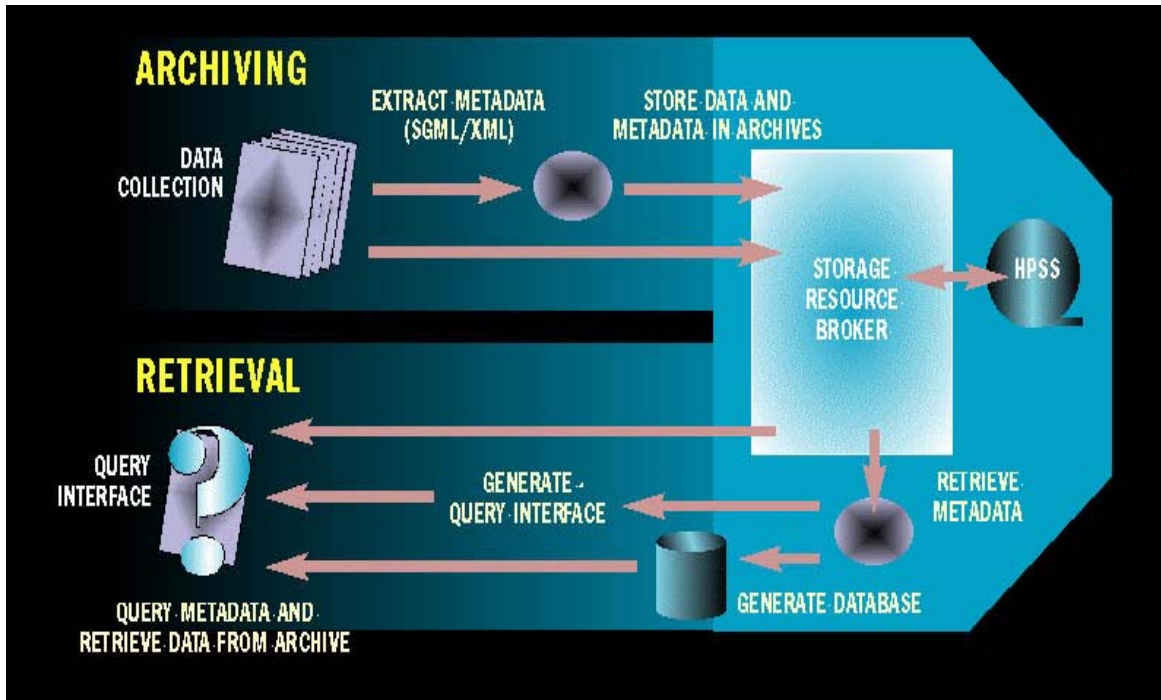 ARCHIVING
EXTRACT METADATA
(SGML/XML)
STORE DATA AND
METADATA IN ARCHIVES
DATA
COLLECTION
STORAGE
RESOURCE
BROKER
HPSS
RETRIEVAL
QUERY
INTERFACE
GENERATE
QUERY INTERFACE
RETRIEVE
METADATA
GENERATE DATABASE
QUERY METADATA AND
RETRIEVE DATA FROM ARCHIVE